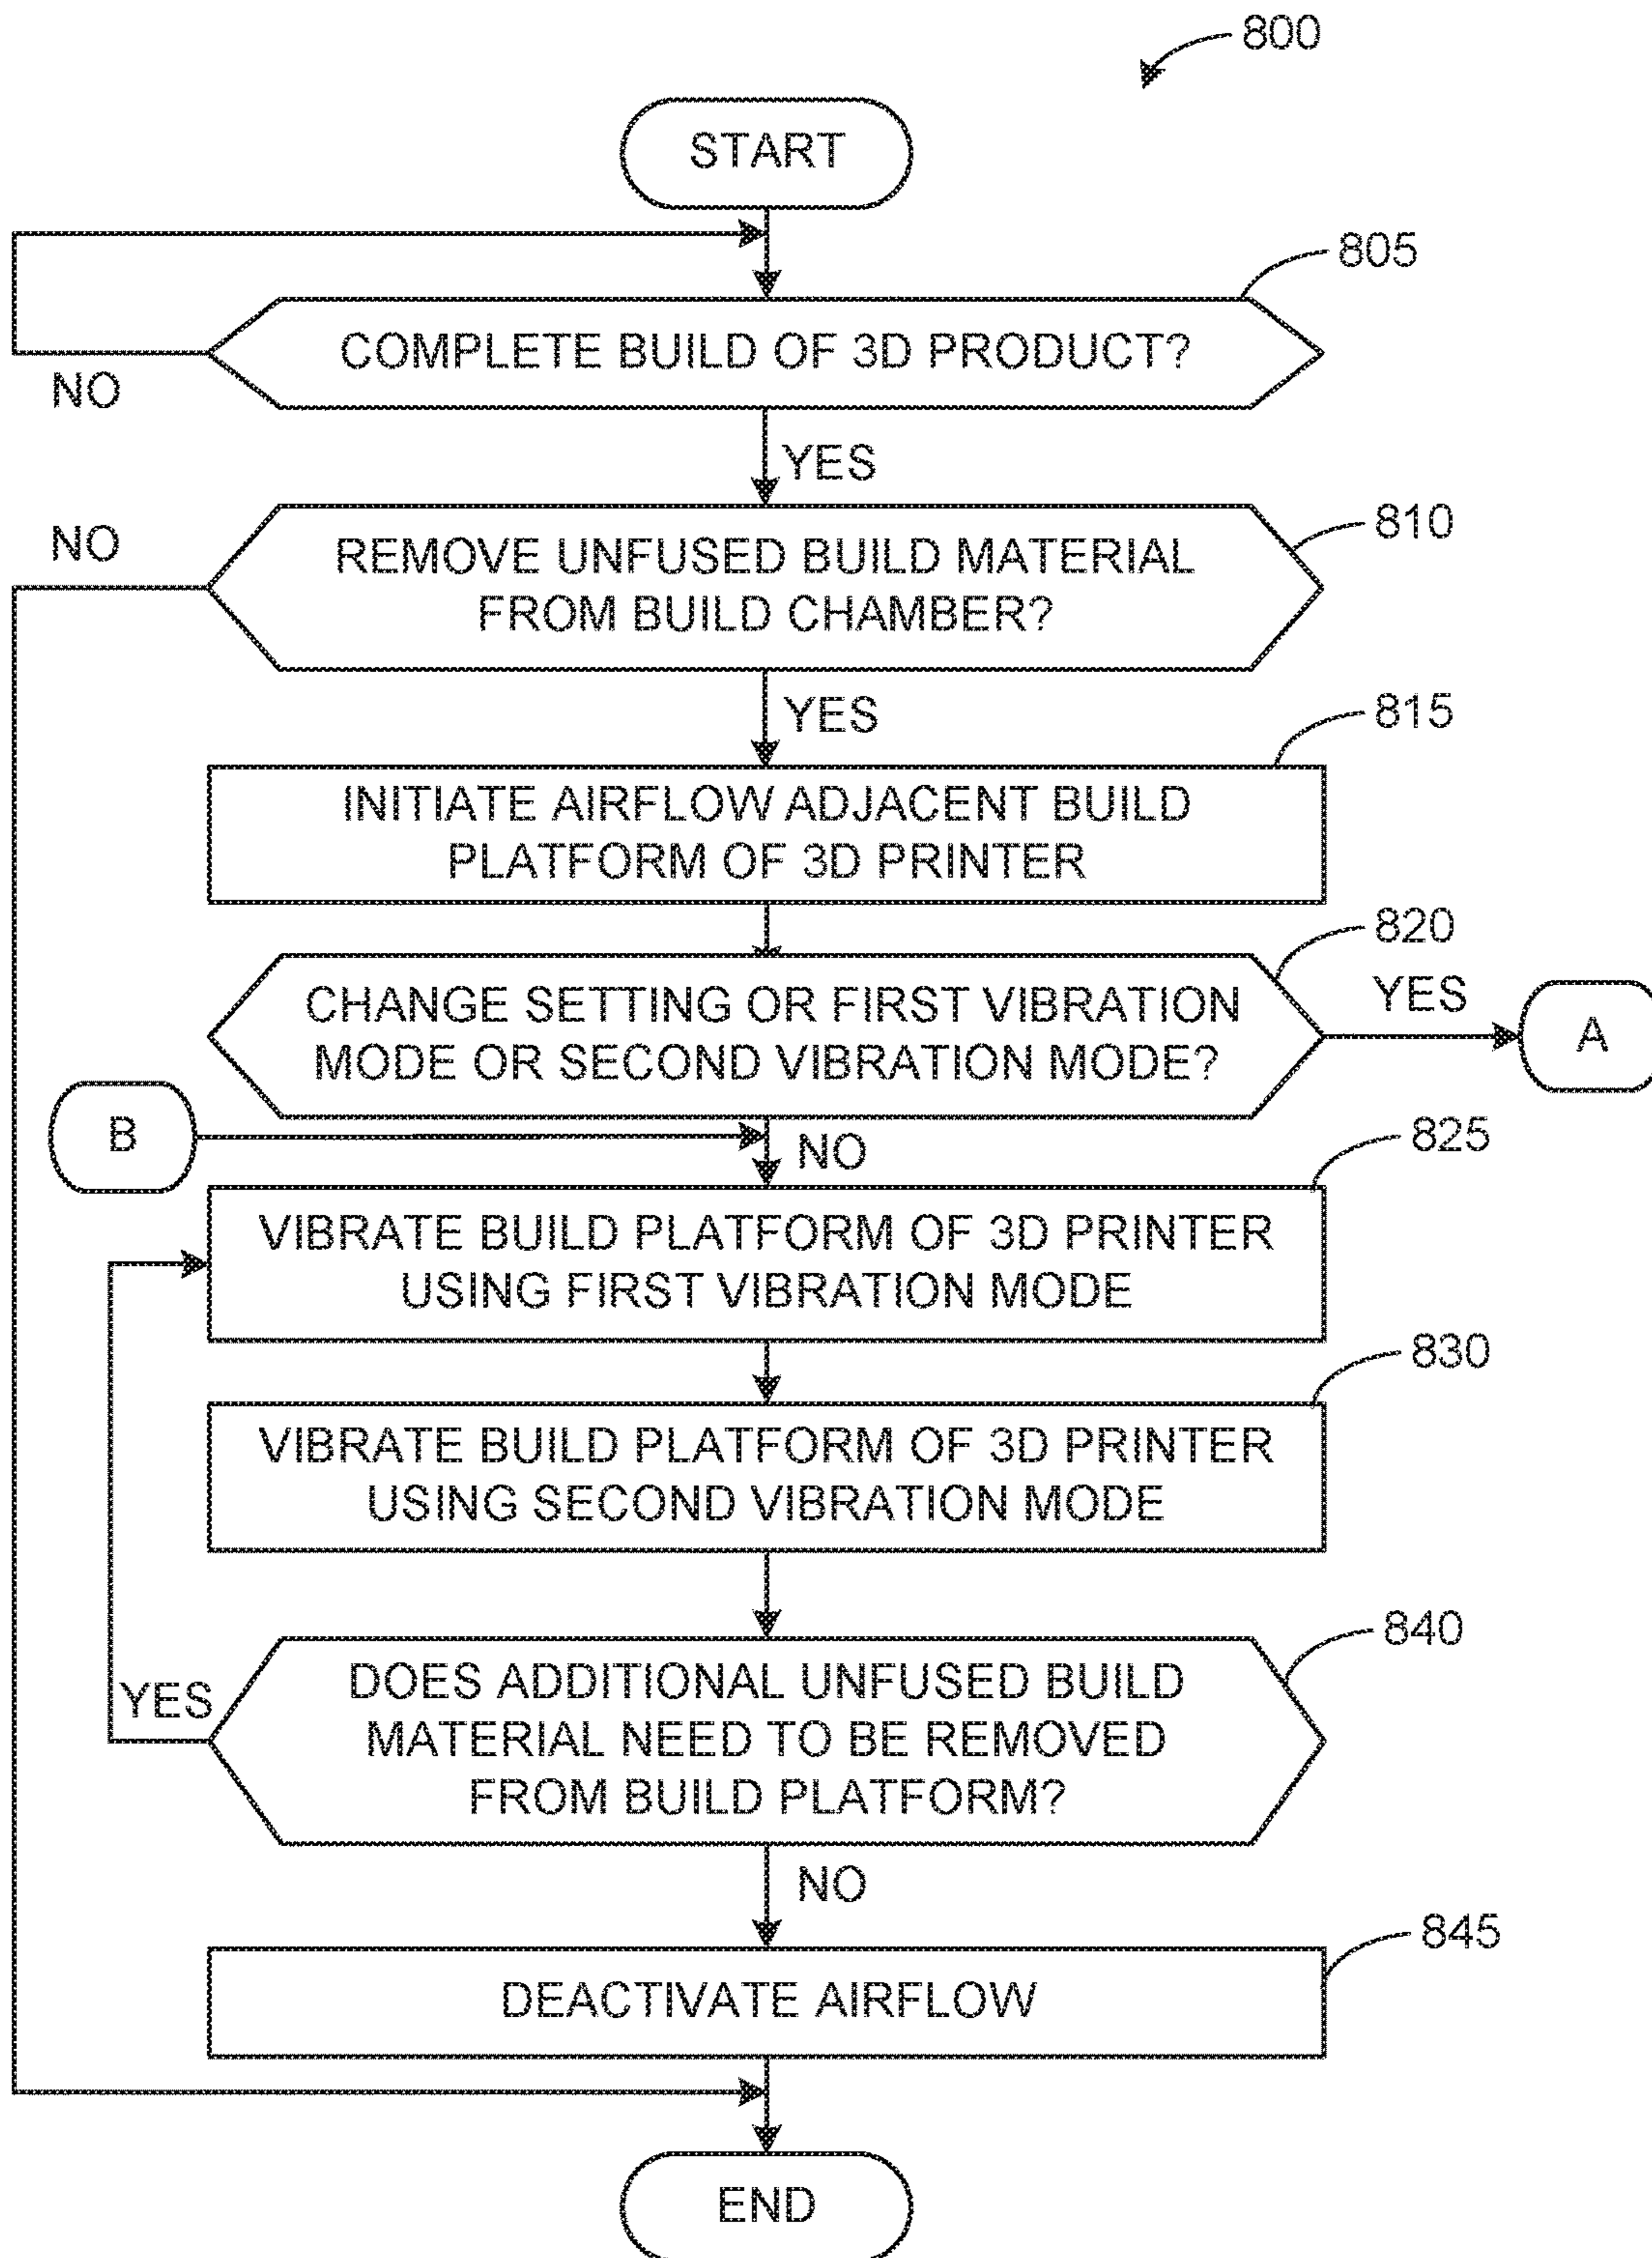 800
START
805
COMPLETE BUILD OF 3D PRODUCT?
NO
YES
810
NO
REMOVE UNFUSED BUILD MATERIAL
FROM BUILD CHAMBER?
YES
815
INITIATE AIRFLOW ADJACENT BUILD
PLATFORM OF 3D PRINTER
820
CHANGE SETTING OR FIRST VIBRATION
MODE OR SECOND VIBRATION MODE?
YES
A
B
NO
825
VIBRATE BUILD PLATFORM OF 3D PRINTER
USING FIRST VIBRATION MODE
830
VIBRATE BUILD PLATFORM OF 3D PRINTER
USING SECOND VIBRATION MODE
840
YES
DOES ADDITIONAL UNFUSED BUILD
MATERIAL NEED TO BE REMOVED
FROM BUILD PLATFORM?
NO
845
DEACTIVATE AIRFLOW
END